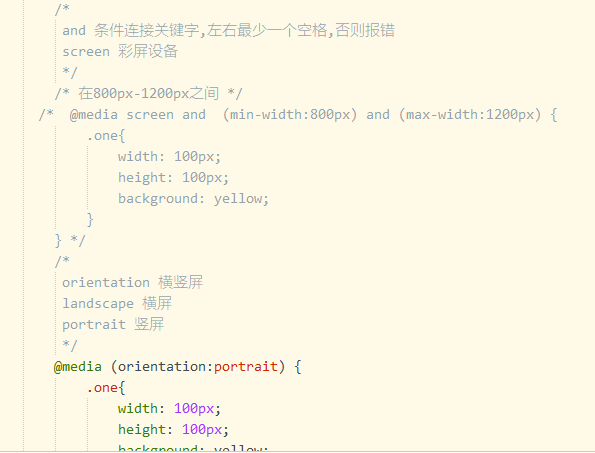 /*
and 条件连接关键字,左右最少一个空格,否则报错
screen 彩屏设备
*/
/* 在800px-1200px之间 */
/*  @media screen and  (min-width:800px) and (max-width:1200px) {
.one{
width: 100px;
height: 100px;
background: yellow;
}
} */
/*
orientation 横竖屏
landscape 横屏
portrait 竖屏
*/
@media (orientation:portrait) {
.one{
width: 100px;
height: 100px;
background: yellow;